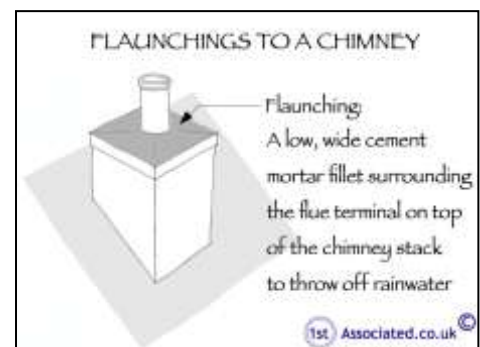 FLAUNCHINGS TO A CHIMNEY
Flaunching;
A low, wide cement
mortar fillet surrounding
the flue terminal on top
of the chimney stack
to throw off rainwater
1st Associated.co.uk ©